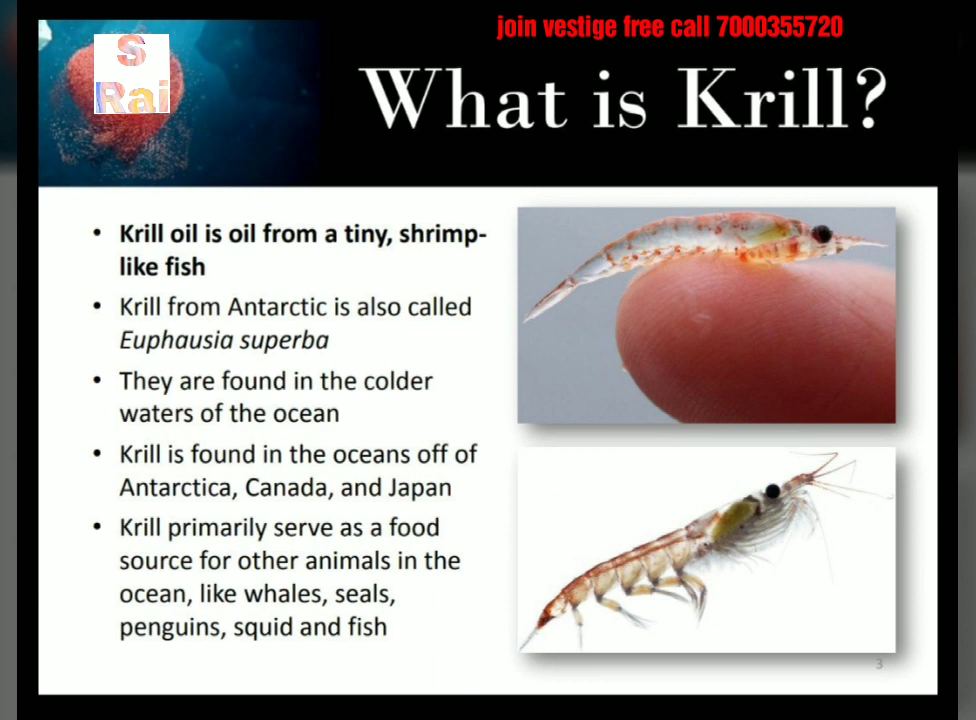 join vestige free call 7000355720
S
Rai
What is Krill?
• Krill oil is oil from a tiny, shrimp-
like fish
• Krill from Antarctic is also called
Euphausia superba
• They are found in the colder
waters of the ocean
• Krill is found in the oceans off of
Antarctica, Canada, and Japan
• Krill primarily serve as a food
source for other animals in the
ocean, like whales, seals,
penguins, squid and fish
3